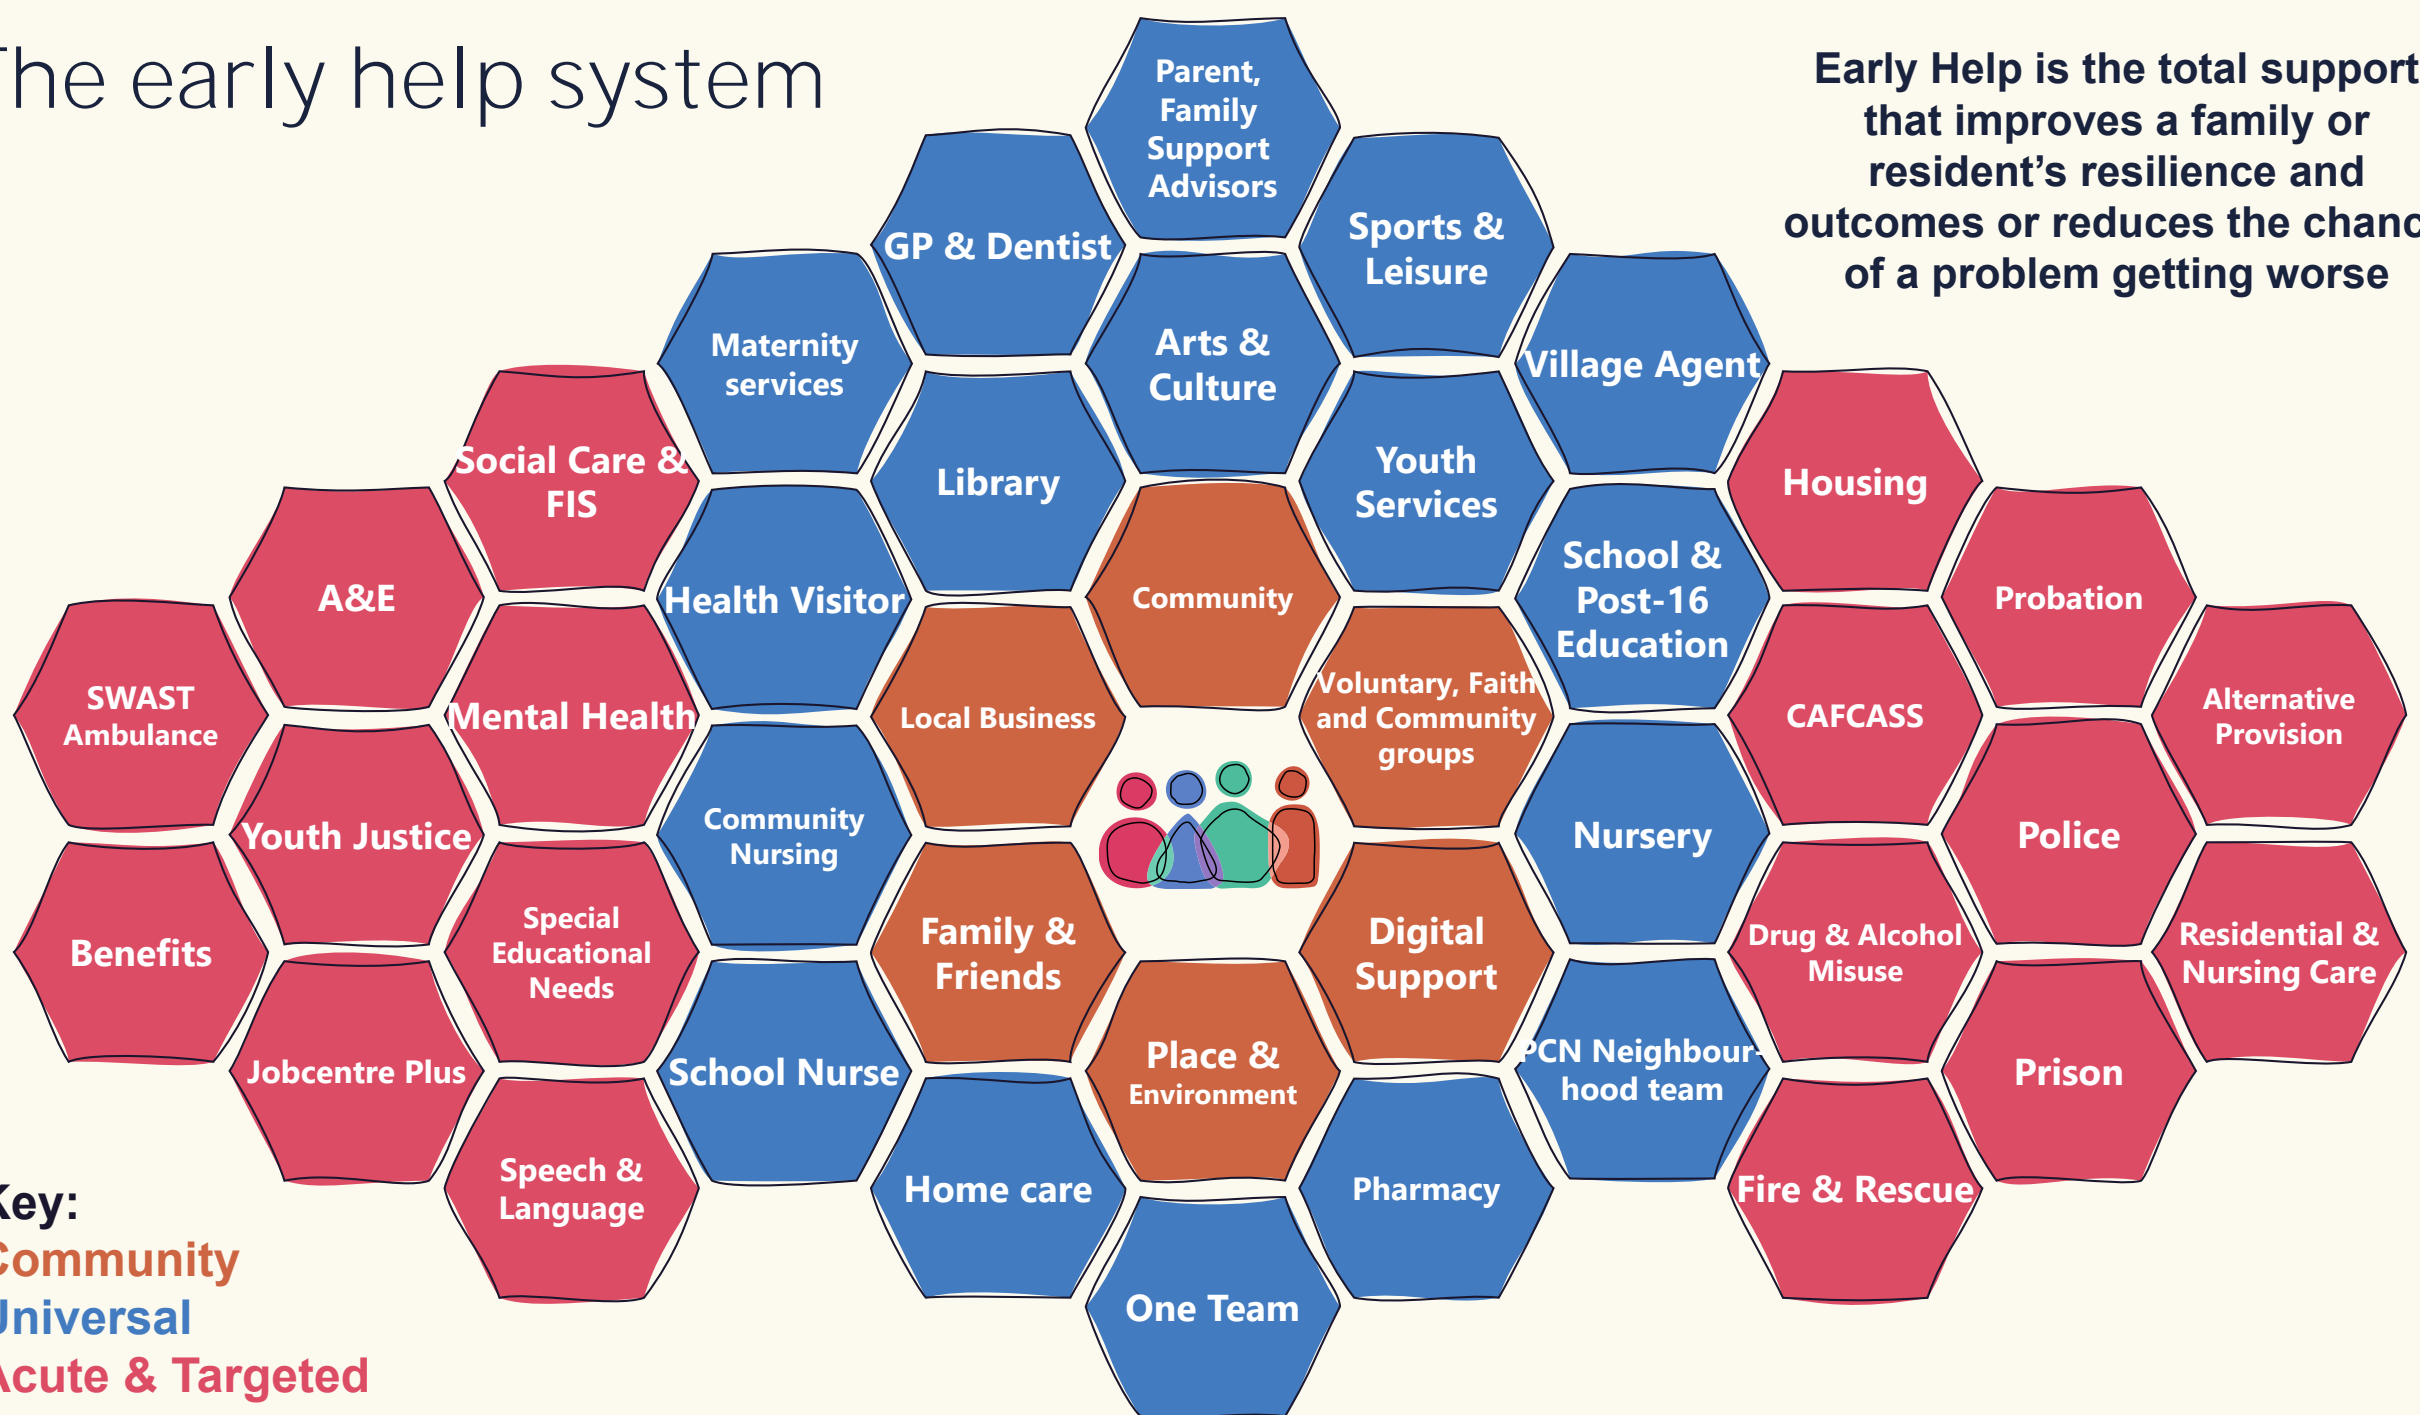 he early help system
Early Help is the total support
that improves a family or
resident's resilience and
outcomes or reduces the chanc
of a problem getting worse
Parent,
Family
Support
Advisors
GP & Dentist
Sports &
Leisure
Maternity
services
Arts &
Culture
Village Agent
Social Care &
FIS
Library
Youth
Services
Housing
A&E
Health Visitor
Community
School &
Post-16
Education
Probation
SWAST
Ambulance
Mental Health
Local Business
Voluntary, Faith
and Community
groups
CAFCASS
Alternative
Provision
Youth Justice
Community
Nursing
Nursery
Police
Benefits
Special
Educational
Needs
Family &
Friends
Digital
Support
Drug & Alcohol
Misuse
Residential &
Nursing Care
Jobcentre Plus
School Nurse
Place &
Environment
PCN Neighbour-
hood team
Prison
Speech &
Language
Home care
Pharmacy
Fire & Rescue
One Team
Key:
Community
Universal
Acute & Targeted